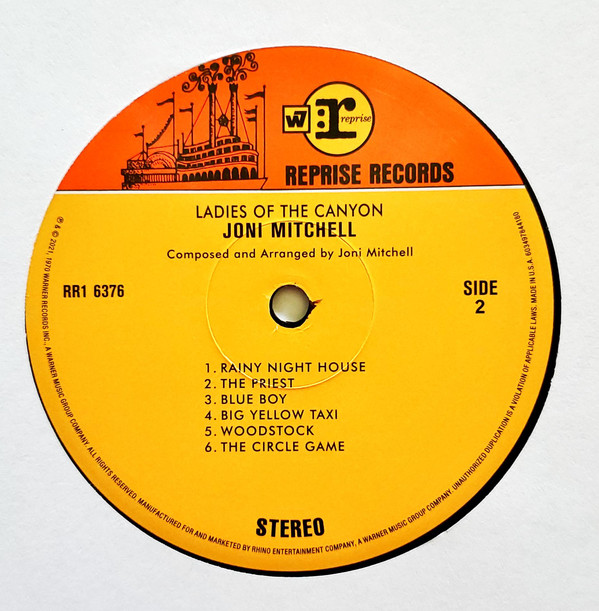 W r reprise
REPRISE RECORDS
LADIES OF THE CANYON
JONI MITCHELL
Composed and Arranged by Joni Mitchell
RR1 6376
SIDE
2
1. RAINY NIGHT HOUSE
2. THE PRIEST
3. BLUE BOY
4. BIG YELLOW TAXI
5. WOODSTOCK
6. THE CIRCLE GAME
STEREO
℗ & © 2021, 1970 WARNER RECORDS INC., A WARNER MUSIC GROUP COMPANY. ALL RIGHTS RESERVED. MANUFACTURED FOR AND MARKETED BY RHINO ENTERTAINMENT COMPANY, A WARNER MUSIC GROUP COMPANY. UNAUTHORIZED DUPLICATION IS A VIOLATION OF APPLICABLE LAWS. MADE IN U.S.A. 603497844160